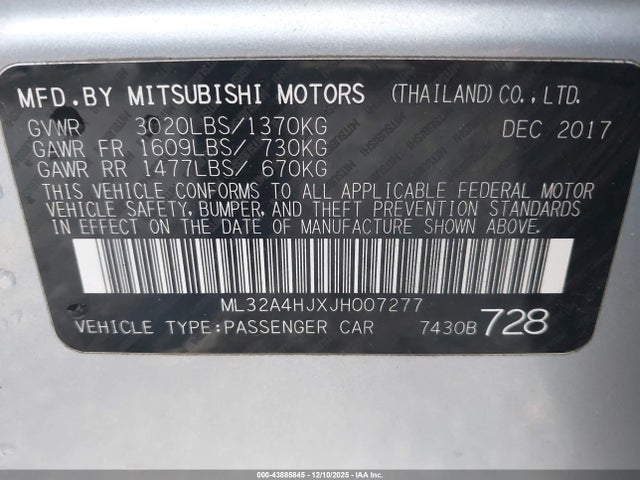 MFD.BY MITSUBISHI MOTORS (THAILAND)CO.,LTD.
GVWR 3020LBS/1370KG DEC 2017
GAWR FR 1609LBS/ 730KG
GAWR RR 1477LBS/ 670KG
THIS VEHICLE CONFORMS TO ALL APPLICABLE FEDERAL MOTOR
VEHICLE SAFETY, BUMPER, AND THEFT PREVENTION STANDARDS
IN EFFECT ON THE DATE OF MANUFACTURE SHOWN ABOVE.
ML32A4HJXJH007277
VEHICLE TYPE:PASSENGER CAR 7430B 728
000-43885845 - 12/10/2025 - IAA Inc.